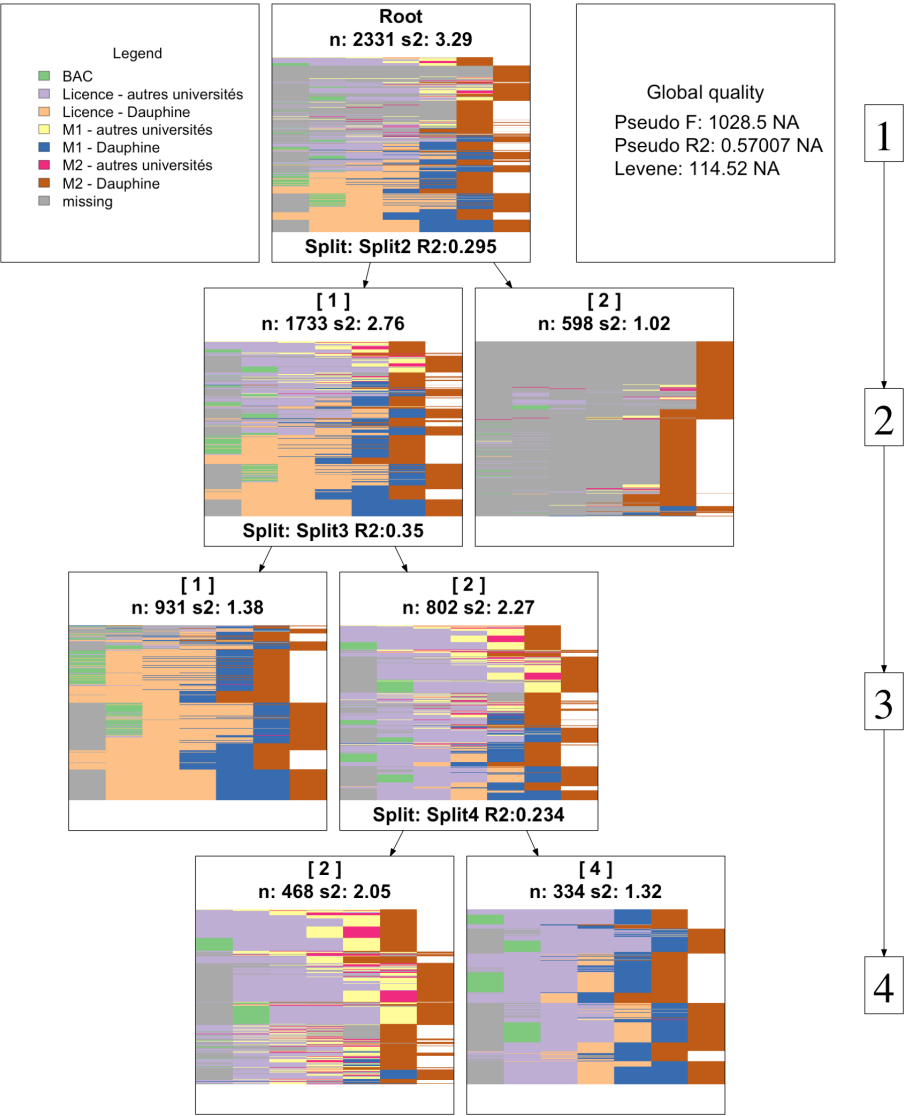 Legend
BAC
Licence - autres universités
Licence - Dauphine
M1 - autres universités
M1 - Dauphine
M2 - autres universités
M2 - Dauphine
missing
Root
n: 2331 s2: 3.29
Split: Split2 R2:0.295
Global quality
Pseudo F: 1028.5 NA
Pseudo R2: 0.57007 NA
Levene: 114.52 NA
1
[ 1 ]
n: 1733 s2: 2.76
Split: Split3 R2:0.35
[ 2 ]
n: 598 s2: 1.02
2
[ 1 ]
n: 931 s2: 1.38
[ 2 ]
n: 802 s2: 2.27
Split: Split4 R2:0.234
3
[ 2 ]
n: 468 s2: 2.05
[ 4 ]
n: 334 s2: 1.32
4